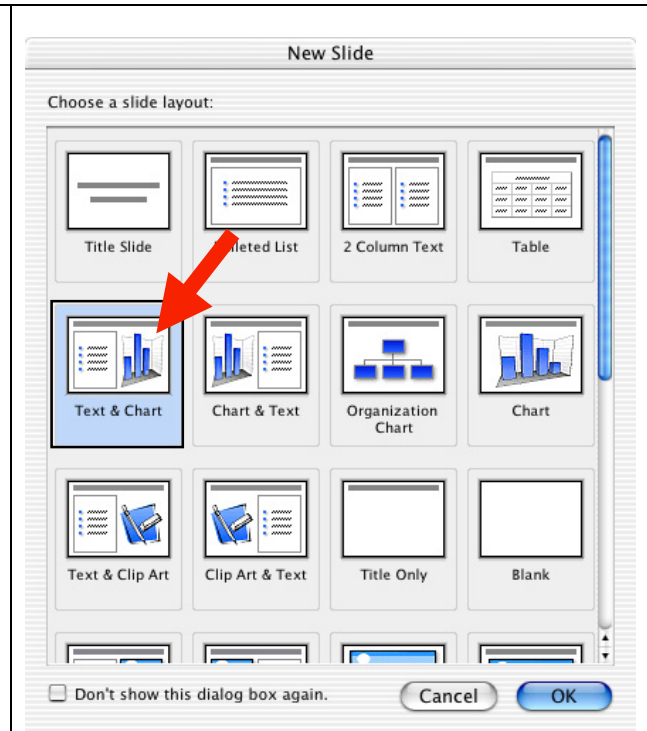 New Slide
Choose a slide layout:
Title Slide
List
2 Column Text
Table
Text & Chart
Chart & Text
Organization
Chart
Chart
Text & Clip Art
Clip Art & Text
Title Only
Blank
Don't show this dialog box again.
Cancel
OK